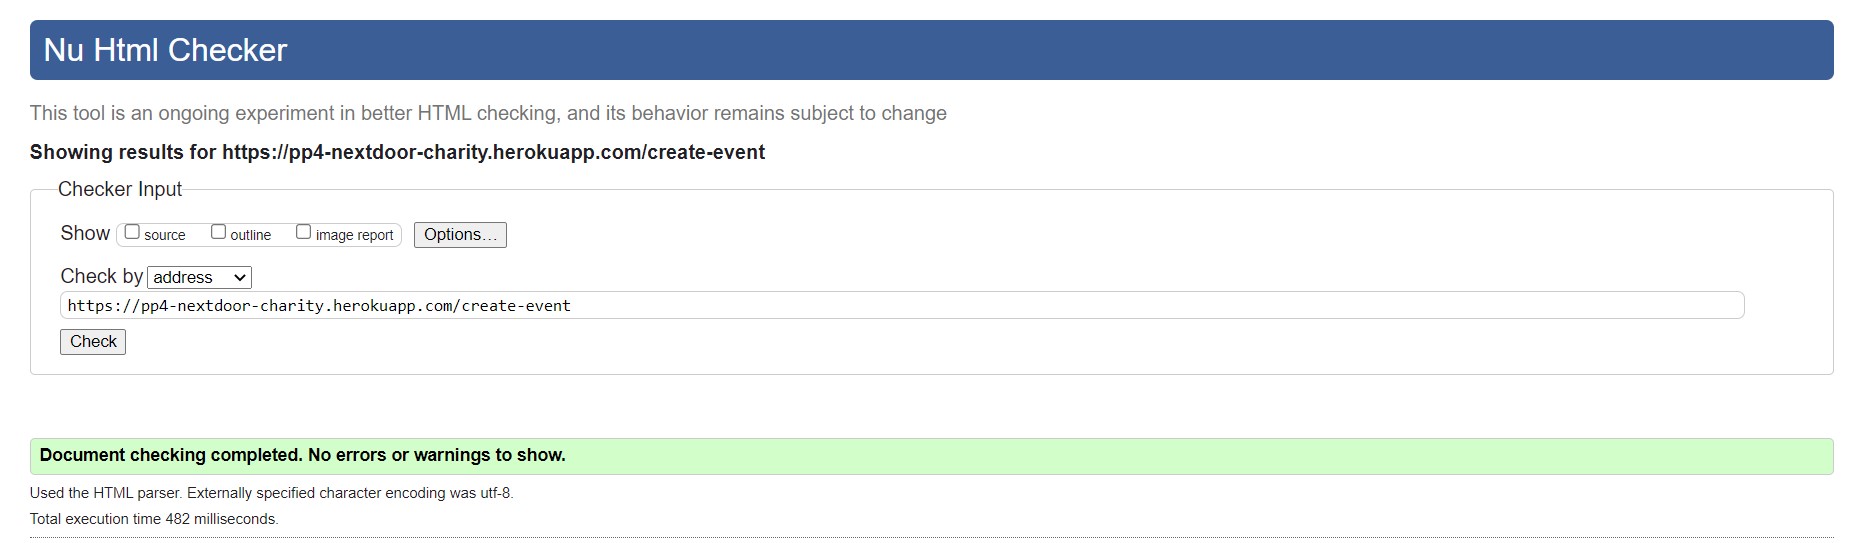 Nu Html Checker
This tool is an ongoing experiment in better HTML checking, and its behavior remains subject to change
Showing results for https://pp4-nextdoor-charity.herokuapp.com/create-event
Checker Input
Show source outline image report Options...
Check by address
https://pp4-nextdoor-charity.herokuapp.com/create-event
Check
Document checking completed. No errors or warnings to show.
Used the HTML parser. Externally specified character encoding was utf-8.
Total execution time 482 milliseconds.